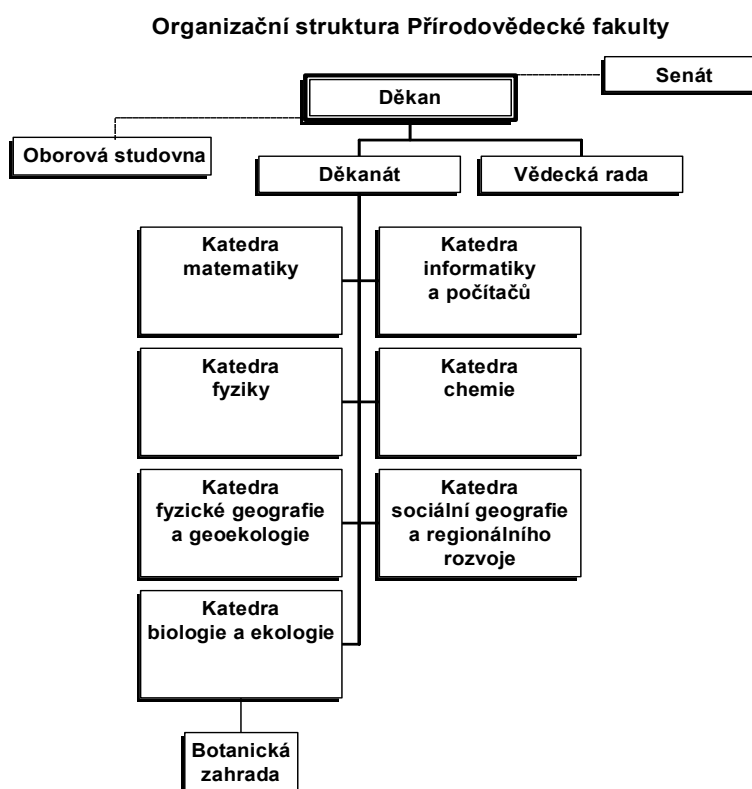 Organizační struktura Přírodovědecké fakulty
Senát
Děkan
Oborová studovna
Děkanát
Vědecká rada
Katedra
matematiky
Katedra
informatiky
a počítačů
Katedra
fyziky
Katedra
chemie
Katedra
fyzické geografie
a geoekologie
Katedra
sociální geografie
a regionálního
rozvoje
Katedra
biologie a ekologie
Botanická
zahrada